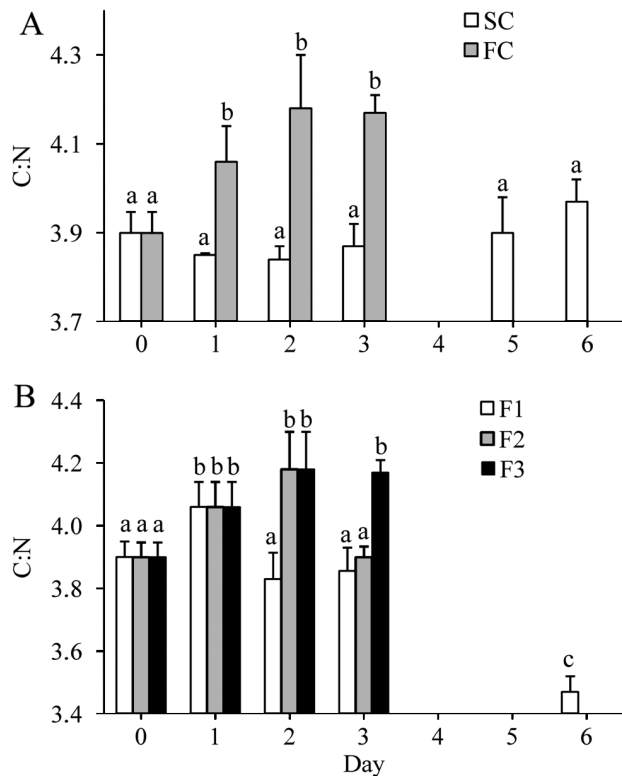 A
SC
FC
C:N
4.3
4.1
3.9
3.7
a a
a b
a b
a b
a
a
0 1 2 3 4 5 6
B
F1
F2
F3
C:N
4.4
4.2
4.0
3.8
3.6
3.4
a a a
b b b
a b b
a a b
c
0 1 2 3 4 5 6
Day